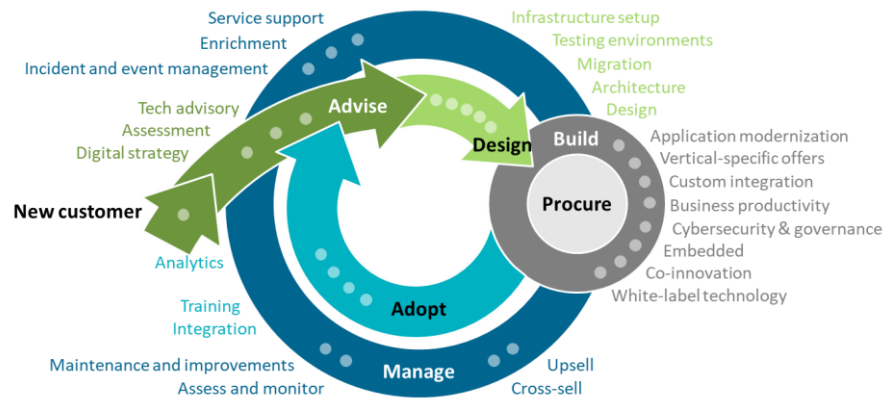 Service support
Enrichment
Incident and event management
Infrastructure setup
Testing environments
Migration
Architecture
Design
Tech advisory
Assessment
Digital strategy
Advise
Design
Build
Procure
Application modernization
Vertical-specific offers
Custom integration
Business productivity
Cybersecurity & governance
Embedded
Co-innovation
White-label technology
New customer
Analytics
Training
Integration
Adopt
Maintenance and improvements
Assess and monitor
Manage
Upsell
Cross-sell